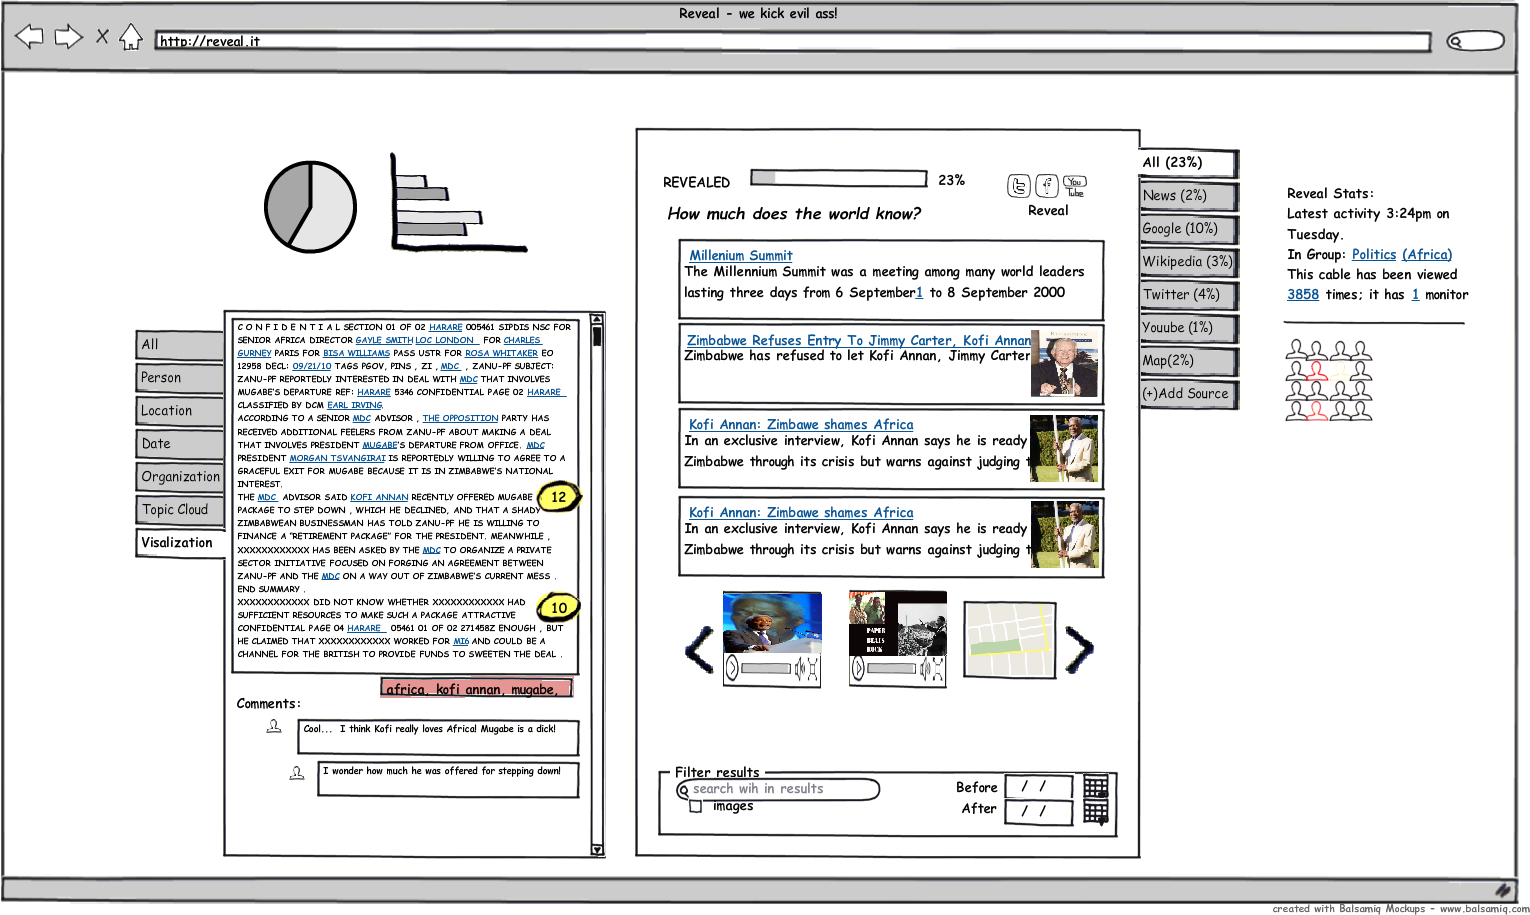 Reveal - we kick evil ass!
http://reveal.it
All
Person
Location
Date
Organization
Topic Cloud
Visalization
C O N F I D E N T I A L SECTION 01 OF 02 HARARE 005461 SIPDIS NSC FOR
SENIOR AFRICA DIRECTOR GAYLE SMITH LOC LONDON FOR CHARLES
GURNEY PARIS FOR BISA WILLIAMS PASS USTR FOR ROSA WHITAKER EO
12958 DECL: 09/21/10 TAGS PGOV, PINS , ZI , MDC , ZANU-PF SUBJECT:
ZANU-PF REPORTEDLY INTERESTED IN DEAL WITH MDC THAT INVOLVES
MUGABE'S DEPARTURE REF: HARARE 5346 CONFIDENTIAL PAGE 02 HARARE
CLASSIFIED BY DCM EARL IRVING.
ACCORDING TO A SENIOR MDC ADVISOR , THE OPPOSITION PARTY HAS
RECEIVED ADDITIONAL FEELERS FROM ZANU-PF ABOUT MAKING A DEAL
THAT INVOLVES PRESIDENT MUGABE'S DEPARTURE FROM OFFICE. MDC
PRESIDENT MORGAN TSVANGIRAI IS REPORTEDLY WILLING TO AGREE TO A
GRACEFUL EXIT FOR MUGABE BECAUSE IT IS IN ZIMBABWE'S NATIONAL
INTEREST.
THE MDC ADVISOR SAID KOFI ANNAN RECENTLY OFFERED MUGABE
12
PACKAGE TO STEP DOWN , WHICH HE DECLINED, AND THAT A SHADY
ZIMBABWEAN BUSINESSMAN HAS TOLD ZANU-PF HE IS WILLING TO
FINANCE A "RETIREMENT PACKAGE" FOR THE PRESIDENT. MEANWHILE ,
XXXXXXXXXXXX HAS BEEN ASKED BY THE MDC TO ORGANIZE A PRIVATE
SECTOR INITIATIVE FOCUSED ON FORGING AN AGREEMENT BETWEEN
ZANU-PF AND THE MDC ON A WAY OUT OF ZIMBABWE'S CURRENT MESS .
END SUMMARY .
XXXXXXXXXXXX DID NOT KNOW WHETHER XXXXXXXXXXXX HAD
10
SUFFICIENT RESOURCES TO MAKE SUCH A PACKAGE ATTRACTIVE
CONFIDENTIAL PAGE 04 HARARE 05461 01 OF 02 271458Z ENOUGH , BUT
HE CLAIMED THAT XXXXXXXXXXXX WORKED FOR MI6 AND COULD BE A
CHANNEL FOR THE BRITISH TO PROVIDE FUNDS TO SWEETEN THE DEAL .
africa, kofi annan, mugabe,
Comments:
Cool... I think Kofi really loves Africa! Mugabe is a dick!
I wonder how much he was offered for stepping down!
REVEALED
23%
You
Tube
Reveal
How much does the world know?
Millenium Summit
The Millennium Summit was a meeting among many world leaders
lasting three days from 6 September1 to 8 September 2000
Zimbabwe Refuses Entry To Jimmy Carter, Kofi Annan
Zimbabwe has refused to let Kofi Annan, Jimmy Carter
Kofi Annan: Zimbawe shames Africa
In an exclusive interview, Kofi Annan says he is ready
Zimbabwe through its crisis but warns against judging t
Kofi Annan: Zimbawe shames Africa
In an exclusive interview, Kofi Annan says he is ready
Zimbabwe through its crisis but warns against judging t
PAPER
BEATS
ROCK
Filter results
search wih in results
images
Before / /
After / /
All (23%)
News (2%)
Google (10%)
Wikipedia (3%)
Twitter (4%)
Youube (1%)
Map(2%)
(+)Add Source
Reveal Stats:
Latest activity 3:24pm on
Tuesday.
In Group: Politics (Africa)
This cable has been viewed
3858 times; it has 1 monitor
created with Balsamiq Mockups - www.balsamiq.com